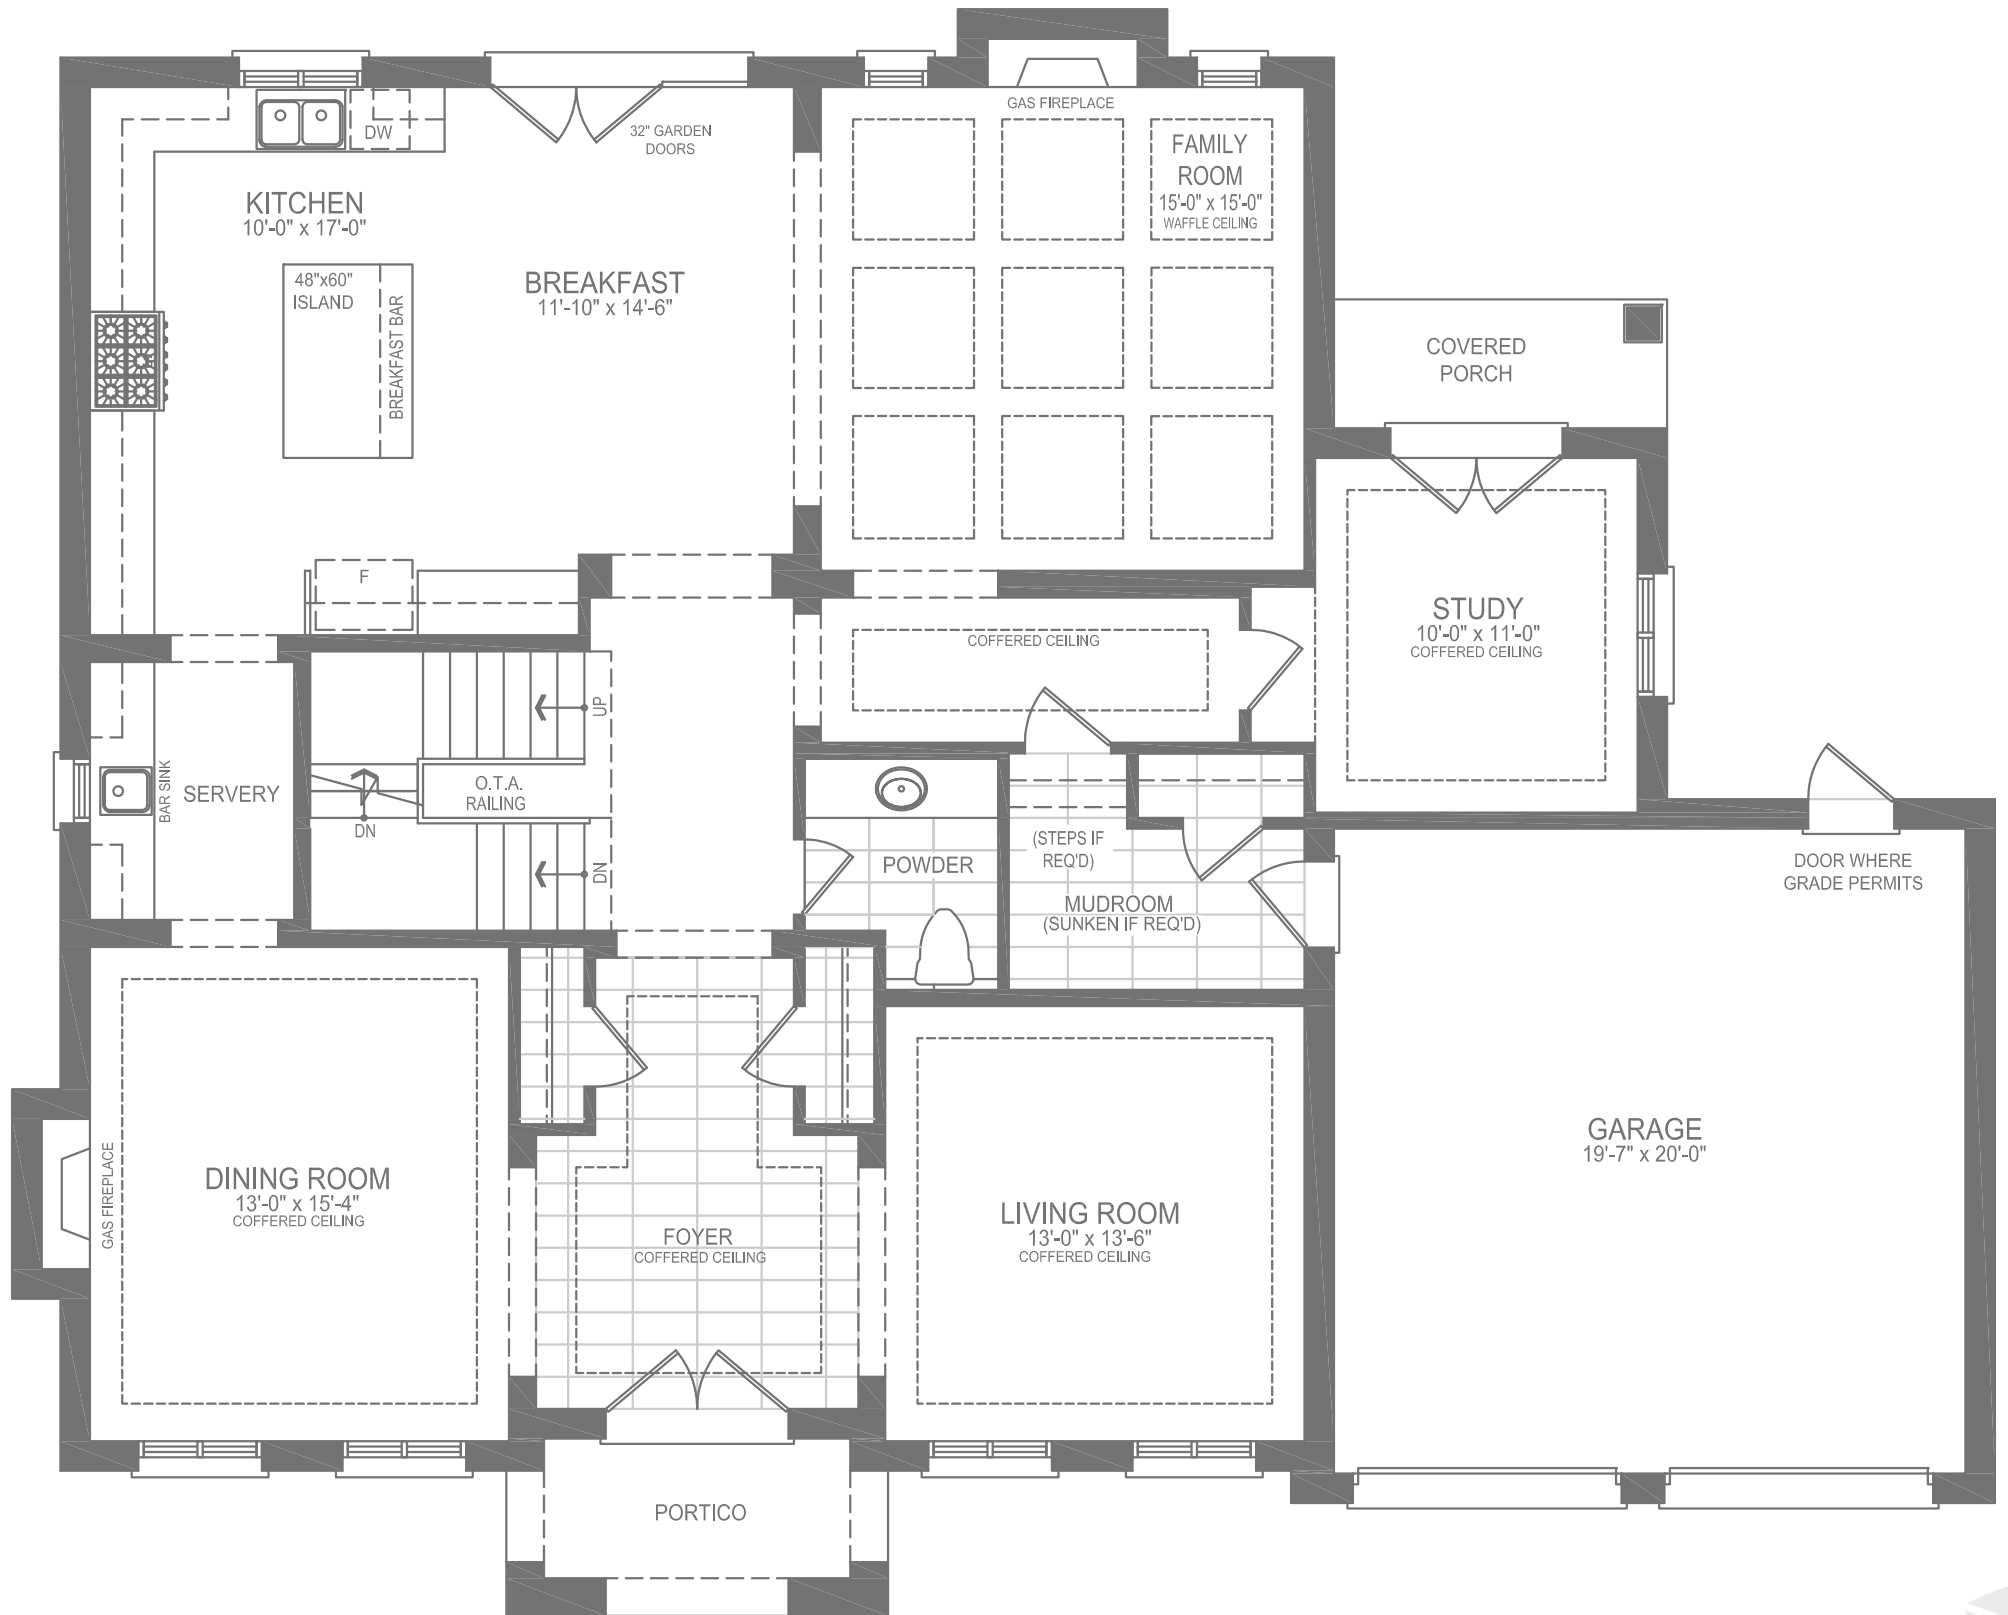 GAS FIREPLACE
DW
32" GARDEN
DOORS
FAMILY
ROOM
15'-0" x 15'-0"
WAFFLE CEILING
KITCHEN
10'-0" x 17'-0"
48"x60"
ISLAND
BREAKFAST BAR
BREAKFAST
11'-10" x 14'-6"
COVERED
PORCH
F
STUDY
10'-0" x 11'-0"
COFFERED CEILING
COFFERED CEILING
UP
BAR SINK
SERVERY
O.T.A.
RAILING
DN
DN
POWDER
(STEPS IF
REQ'D)
MUDROOM
(SUNKEN IF REQ'D)
DOOR WHERE
GRADE PERMITS
GARAGE
19'-7" x 20'-0"
GAS FIREPLACE
DINING ROOM
13'-0" x 15'-4"
COFFERED CEILING
FOYER
COFFERED CEILING
LIVING ROOM
13'-0" x 13'-6"
COFFERED CEILING
PORTICO